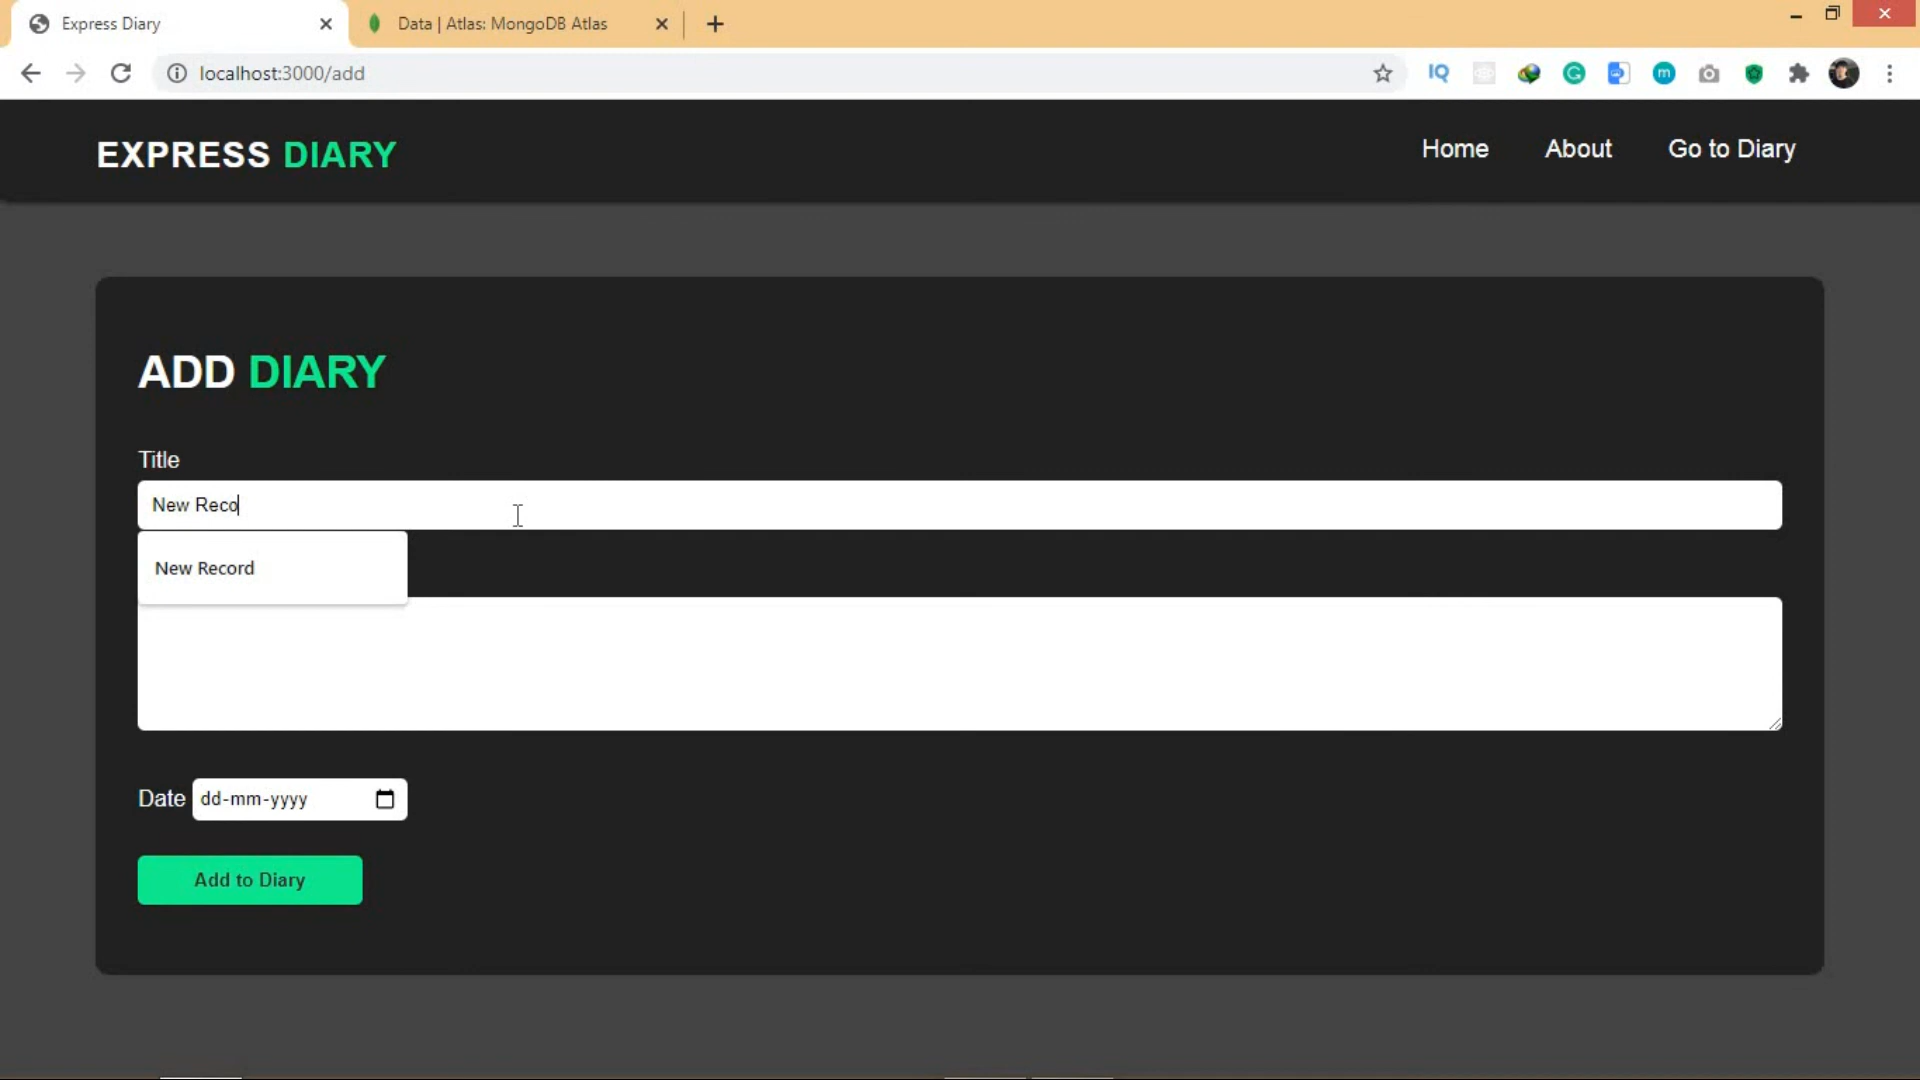 Express Diary
Data | Atlas: MongoDB Atlas
localhost:3000/add
IQ
EXPRESS DIARY
Home
About
Go to Diary
ADD DIARY
Title
New Reco
New Record
Date dd-mm-yyyy
Add to Diary